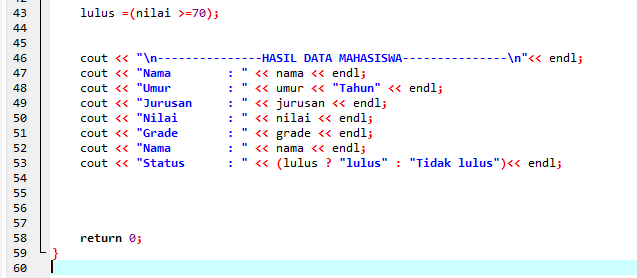 43 lulus =(nilai >=70);
44
45
46 cout << "\n---------------HASIL DATA MAHASISWA---------------\n"<< endl;
47 cout << "Nama        : " << nama << endl;
48 cout << "Umur        : " << umur << "Tahun" << endl;
49 cout << "Jurusan     : " << jurusan << endl;
50 cout << "Nilai       : " << nilai << endl;
51 cout << "Grade       : " << grade << endl;
52 cout << "Nama        : " << nama << endl;
53 cout << "Status      : " << (lulus ? "lulus" : "Tidak lulus")<< endl;
54
55
56
57
58 return 0;
59 }
60